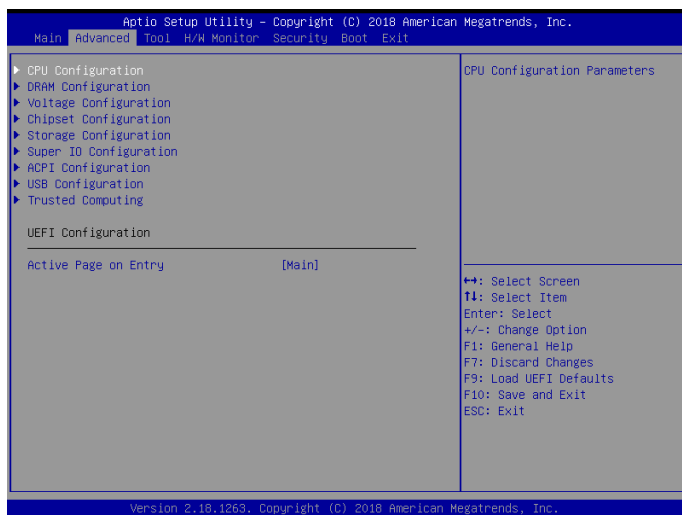 Aptio Setup Utility – Copyright (C) 2018 American Megatrends, Inc.
Main Advanced Tool H/W Monitor Security Boot Exit
CPU Configuration
DRAM Configuration
Voltage Configuration
Chipset Configuration
Storage Configuration
Super IO Configuration
ACPI Configuration
USB Configuration
Trusted Computing
UEFI Configuration
Active Page on Entry [Main]
CPU Configuration Parameters
↔: Select Screen
↑↓: Select Item
Enter: Select
+/-: Change Option
F1: General Help
F7: Discard Changes
F9: Load UEFI Defaults
F10: Save and Exit
ESC: Exit
Version 2.18.1263. Copyright (C) 2018 American Megatrends, Inc.